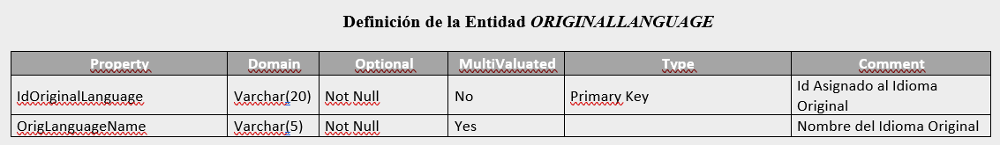 Definición de la Entidad ORIGINALLANGUAGE
Property Domain Optional MultiValuated Type Comment
IdOriginalLanguage Varchar(20) Not Null No Primary Key Id Asignado al Idioma
Original
OrigLanguageName Varchar(5) Not Null Yes Nombre del Idioma Original